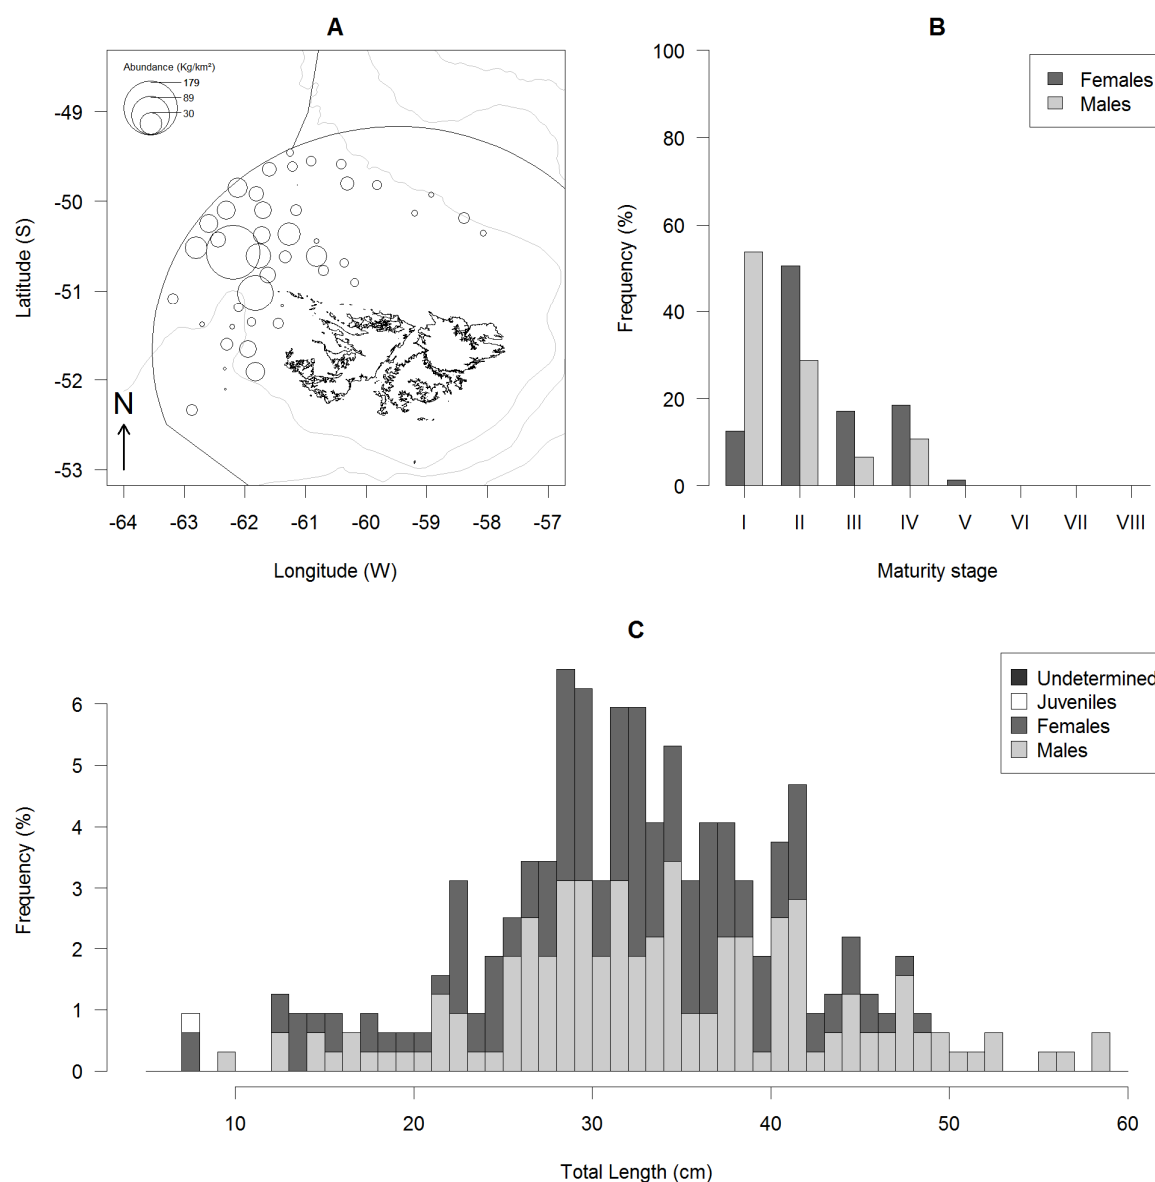 A
Abundance (Kg/km²)
179
89
30
-49
-50
-51
-52
-53
Latitude (S)
N
-64 -63 -62 -61 -60 -59 -58 -57
Longitude (W)
B
100
80
60
40
20
0
Frequency (%)
Females
Males
I II III IV V VI VII VIII
Maturity stage
C
6
5
4
3
2
1
0
Frequency (%)
Undetermined
Juveniles
Females
Males
10 20 30 40 50 60
Total Length (cm)